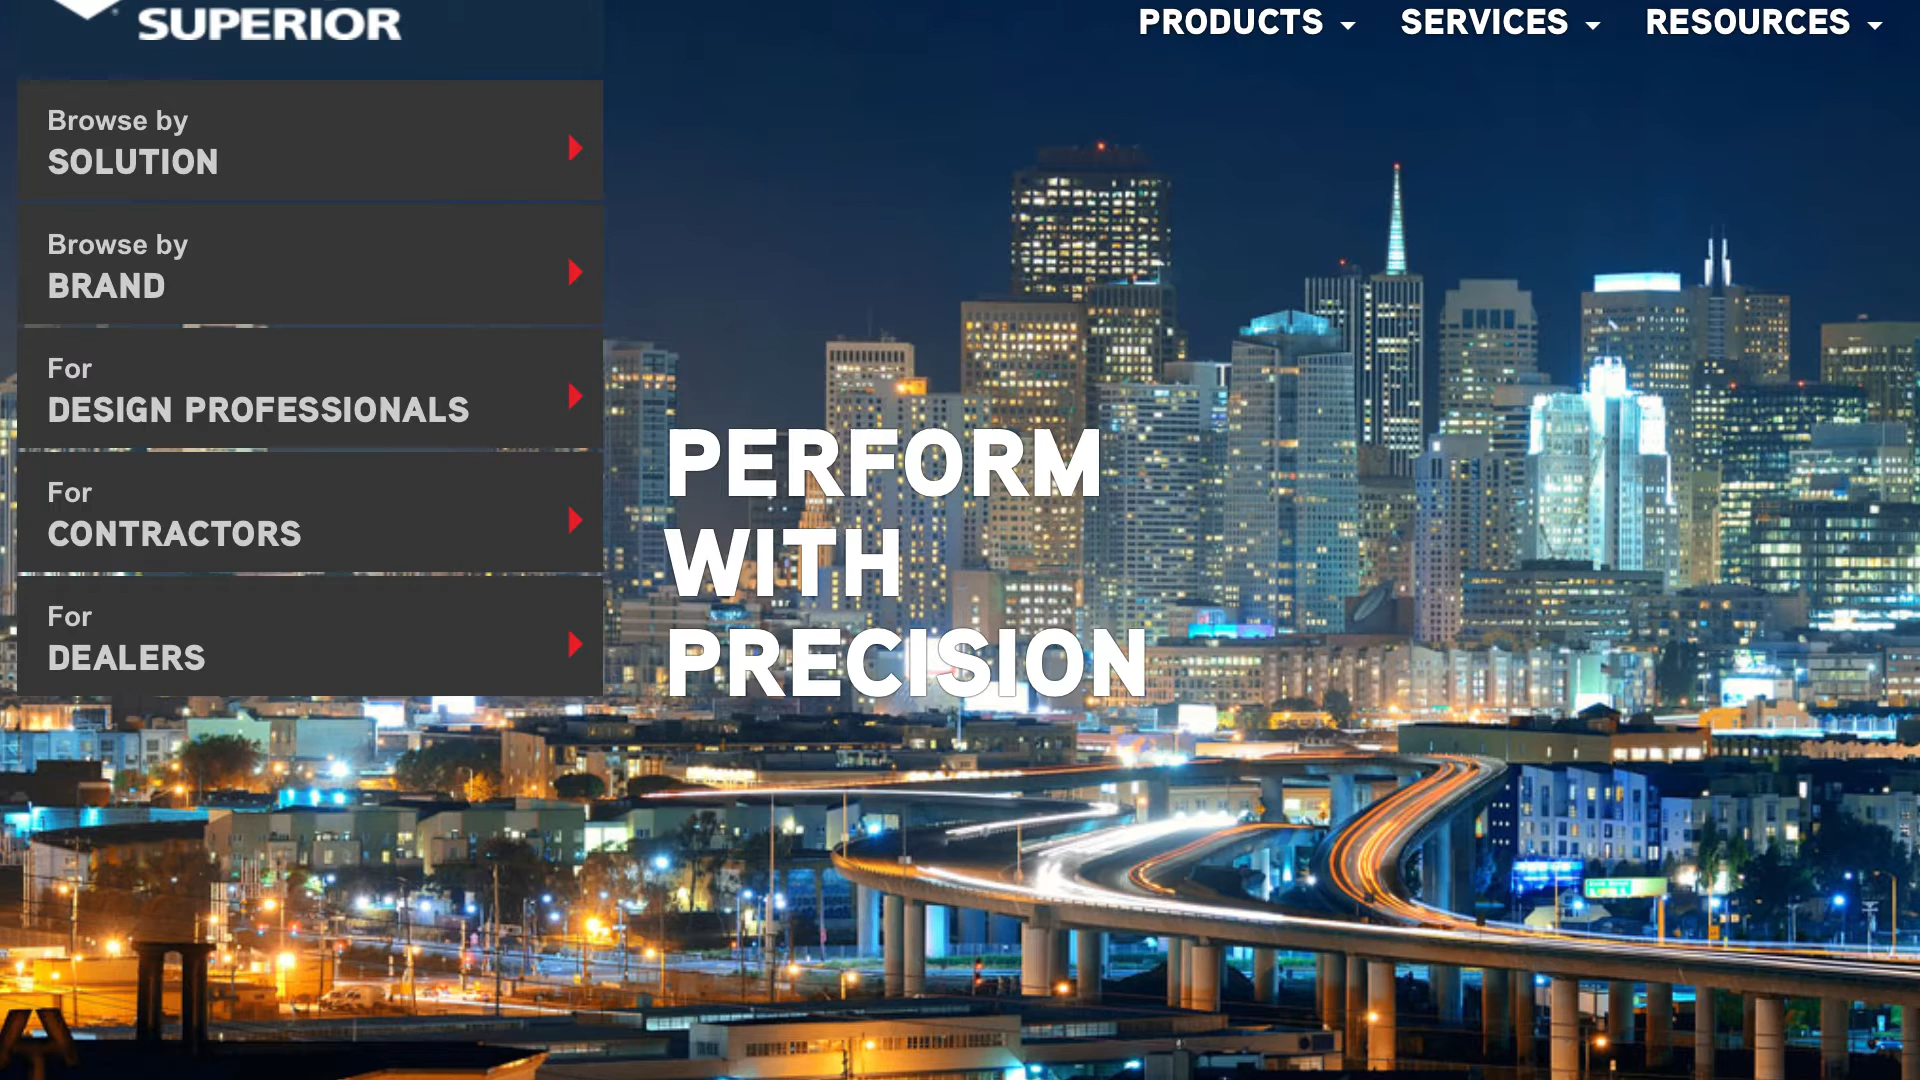 SUPERIOR
PRODUCTS
SERVICES
RESOURCES
Browse by
SOLUTION
Browse by
BRAND
For
DESIGN PROFESSIONALS
For
CONTRACTORS
For
DEALERS
PERFORM
WITH
PRECISION